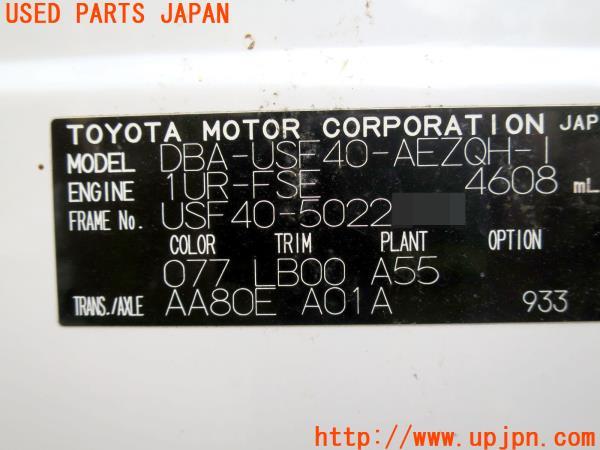 USED PARTS JAPAN
TOYOTA MOTOR CORPORATION JAP
MODEL DBA-USF40-AEZQH-I
ENGINE 1UR-FSE 4608 mL
FRAME No. USF40-5022
COLOR TRIM PLANT OPTION
077 LB00 A55
TRANS./AXLE AA80E A01A 933
http://www.upjpn.com